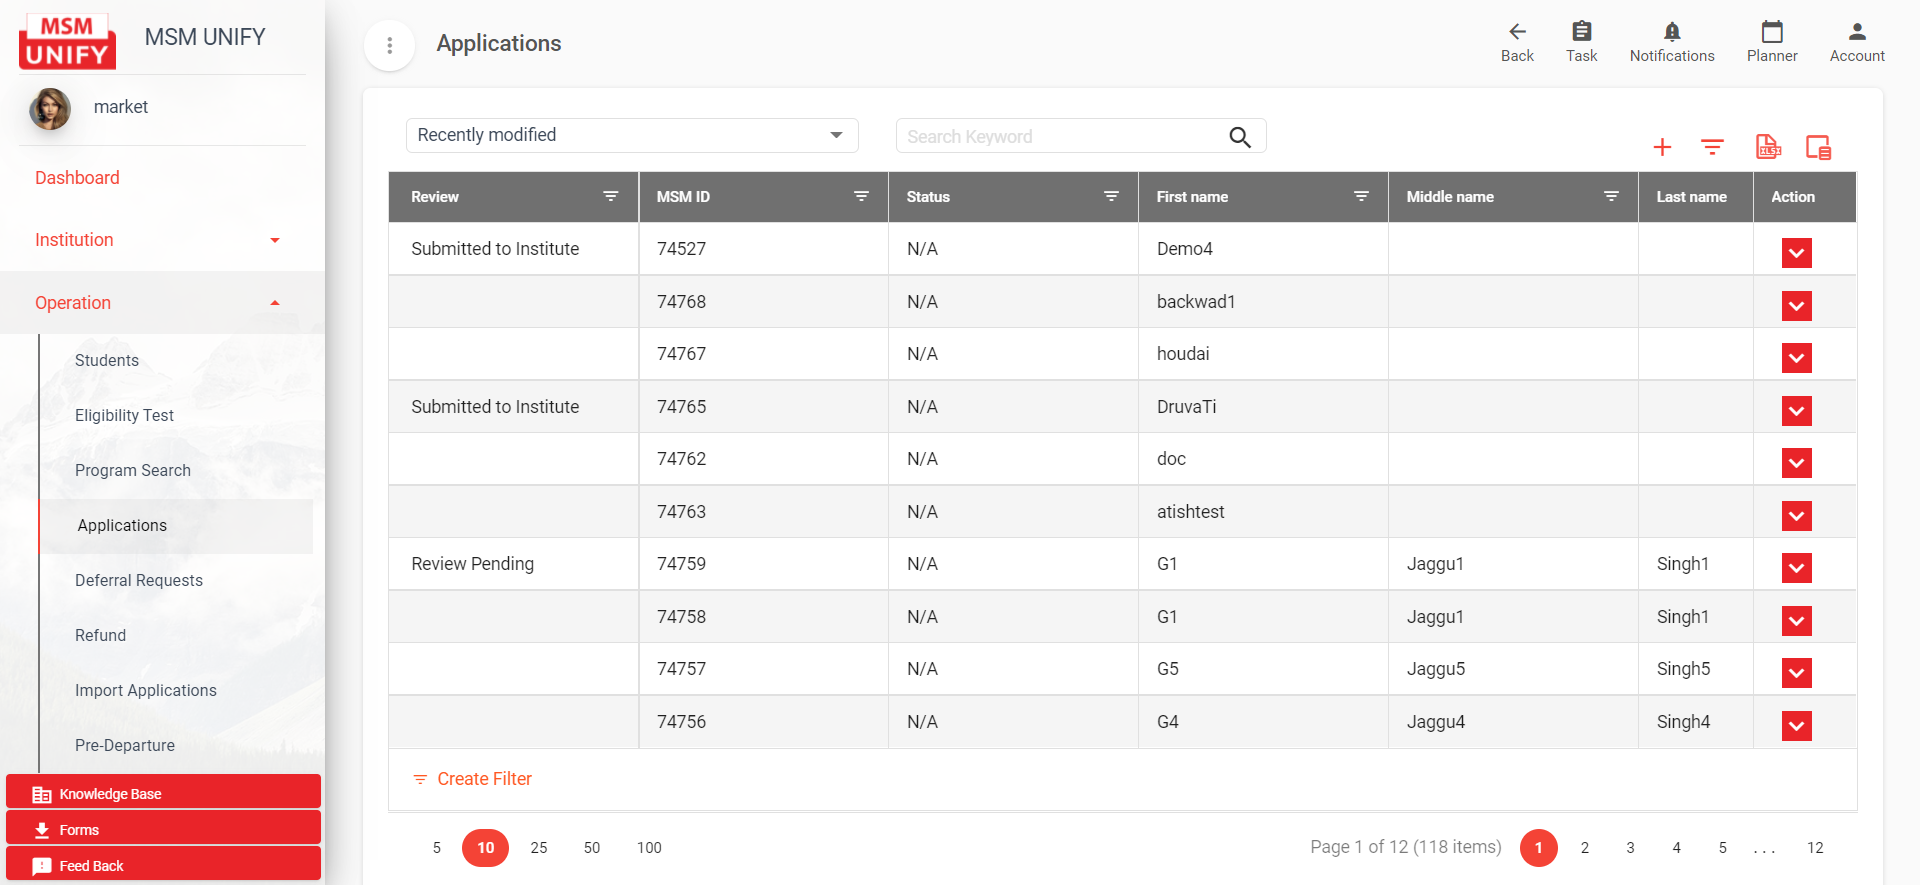 MSM
UNIFY
MSM UNIFY
market
Dashboard
Institution
Operation
Students
Eligibility Test
Program Search
Applications
Deferral Requests
Refund
Import Applications
Pre-Departure
Knowledge Base
Forms
Feed Back
Applications
Back Task Notifications Planner Account
Recently modified
Search Keyword
XLSX
Review MSM ID Status First name Middle name Last name Action
Submitted to Institute 74527 N/A Demo4
74768 N/A backwad1
74767 N/A houdai
Submitted to Institute 74765 N/A DruvaTi
74762 N/A doc
74763 N/A atishtest
Review Pending 74759 N/A G1 Jaggu1 Singh1
74758 N/A G1 Jaggu1 Singh1
74757 N/A G5 Jaggu5 Singh5
74756 N/A G4 Jaggu4 Singh4
Create Filter
5 10 25 50 100
Page 1 of 12 (118 items) 1 2 3 4 5 . . . 12